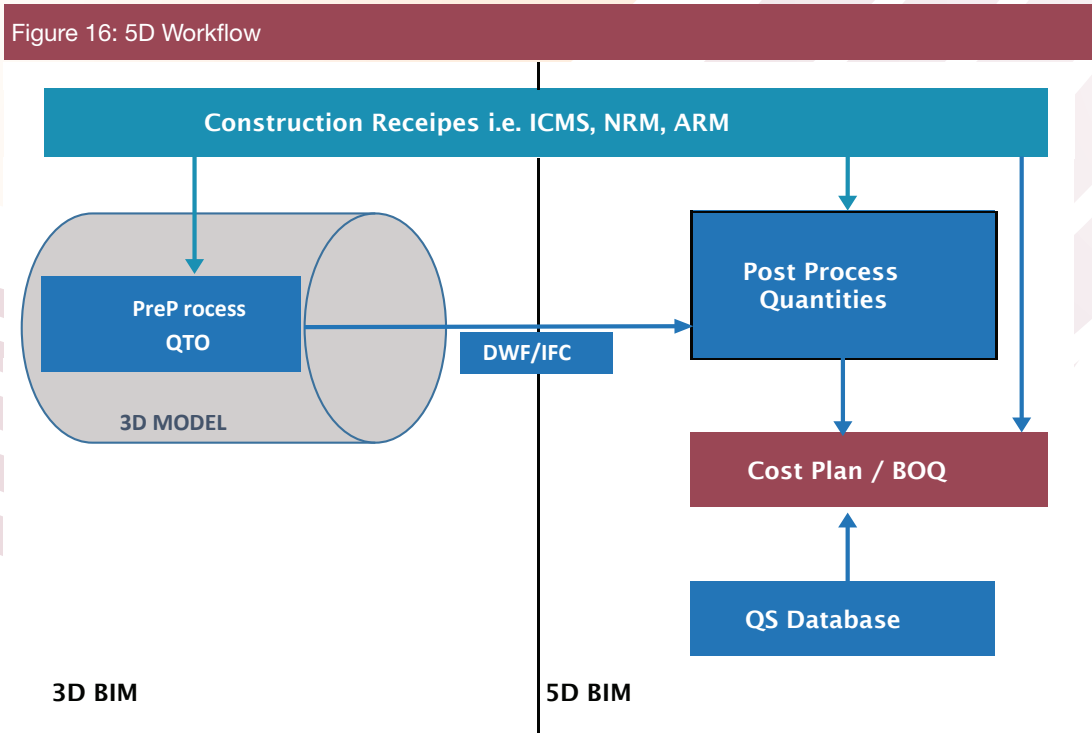 Figure 16: 5D Workflow
Construction Receipes i.e. ICMS, NRM, ARM
PreP rocess
QTO
3D MODEL
DWF/IFC
Post Process
Quantities
Cost Plan / BOQ
QS Database
3D BIM
5D BIM